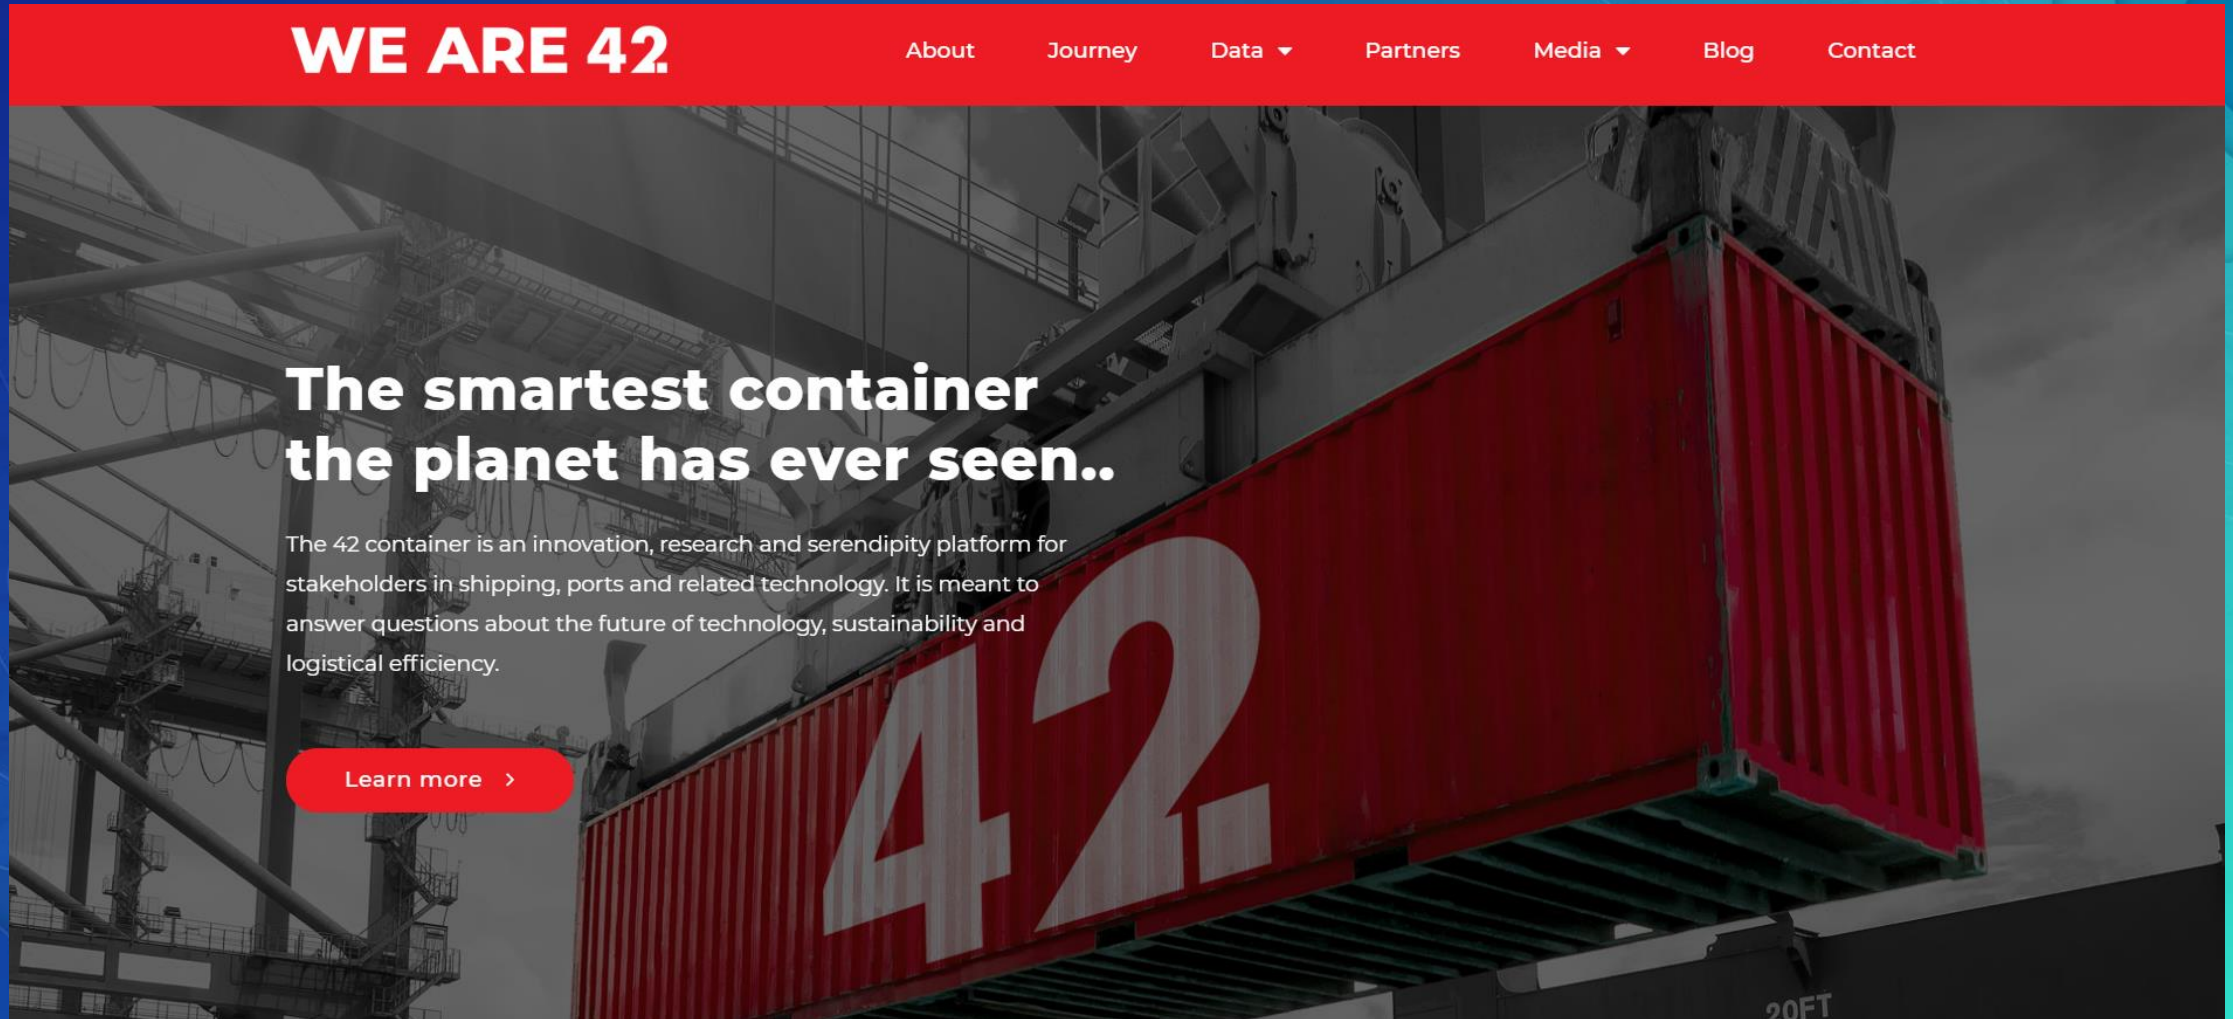 WE ARE 42.
About Journey Data Partners Media Blog Contact
The smartest container
the planet has ever seen..
The 42 container is an innovation, research and serendipity platform for
stakeholders in shipping, ports and related technology. It is meant to
answer questions about the future of technology, sustainability and
logistical efficiency.
Learn more
42.
20FT